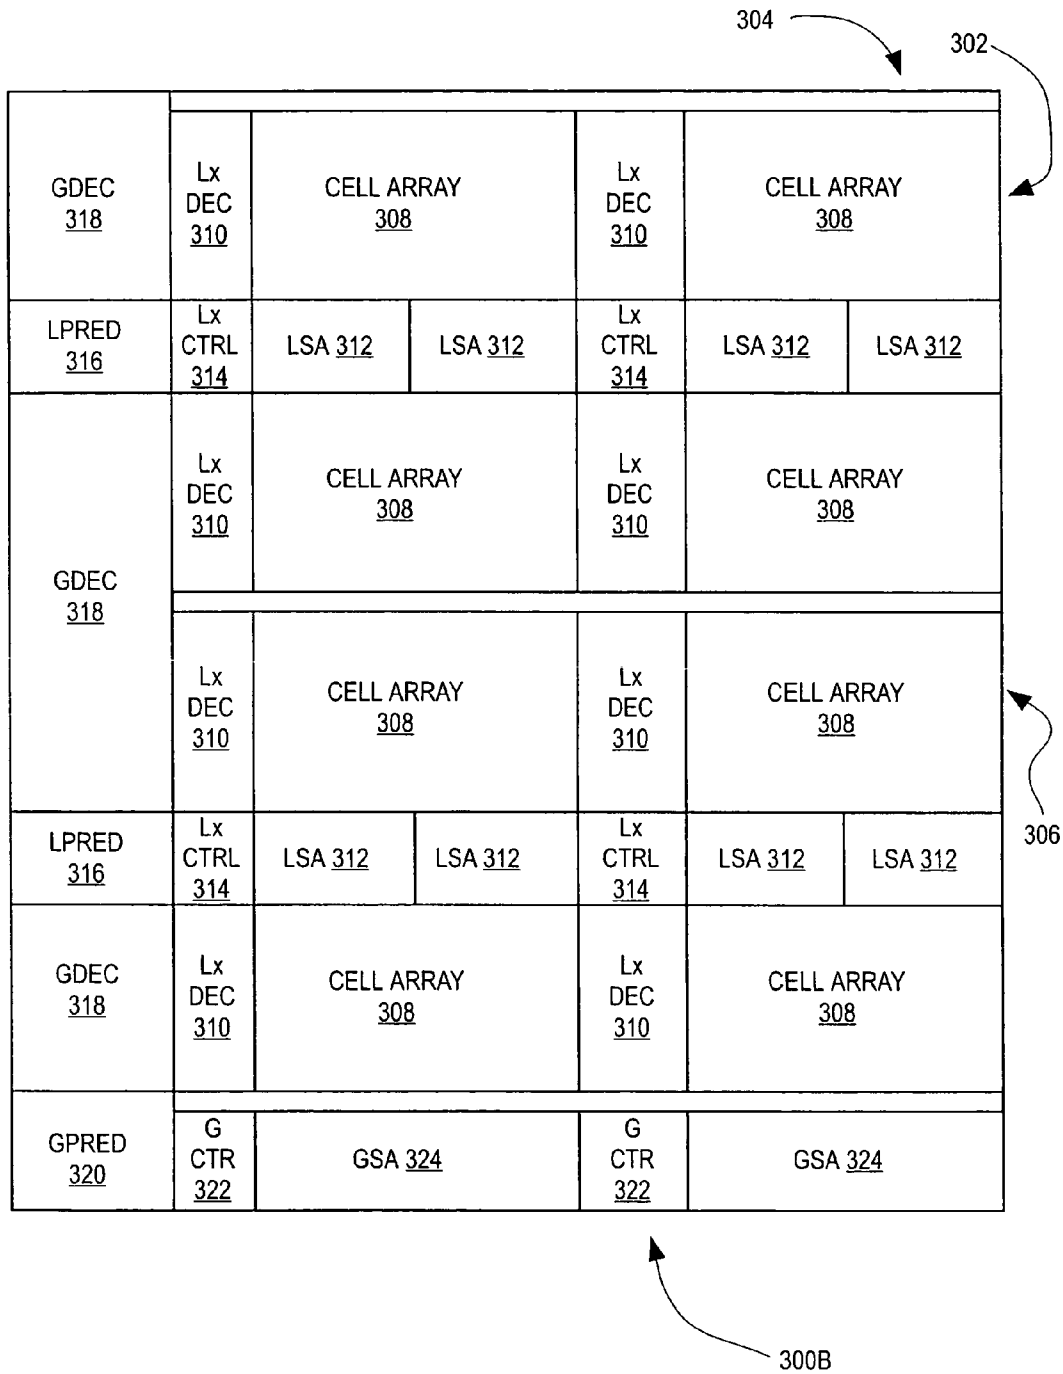 304
302
GDEC
318
Lx
DEC
310
CELL ARRAY
308
Lx
DEC
310
CELL ARRAY
308
LPRED
316
Lx
CTRL
314
LSA 312
LSA 312
Lx
CTRL
314
LSA 312
LSA 312
GDEC
318
Lx
DEC
310
CELL ARRAY
308
Lx
DEC
310
CELL ARRAY
308
Lx
DEC
310
CELL ARRAY
308
Lx
DEC
310
CELL ARRAY
308
306
LPRED
316
Lx
CTRL
314
LSA 312
LSA 312
Lx
CTRL
314
LSA 312
LSA 312
GDEC
318
Lx
DEC
310
CELL ARRAY
308
Lx
DEC
310
CELL ARRAY
308
GPRED
320
G
CTR
322
GSA 324
G
CTR
322
GSA 324
300B